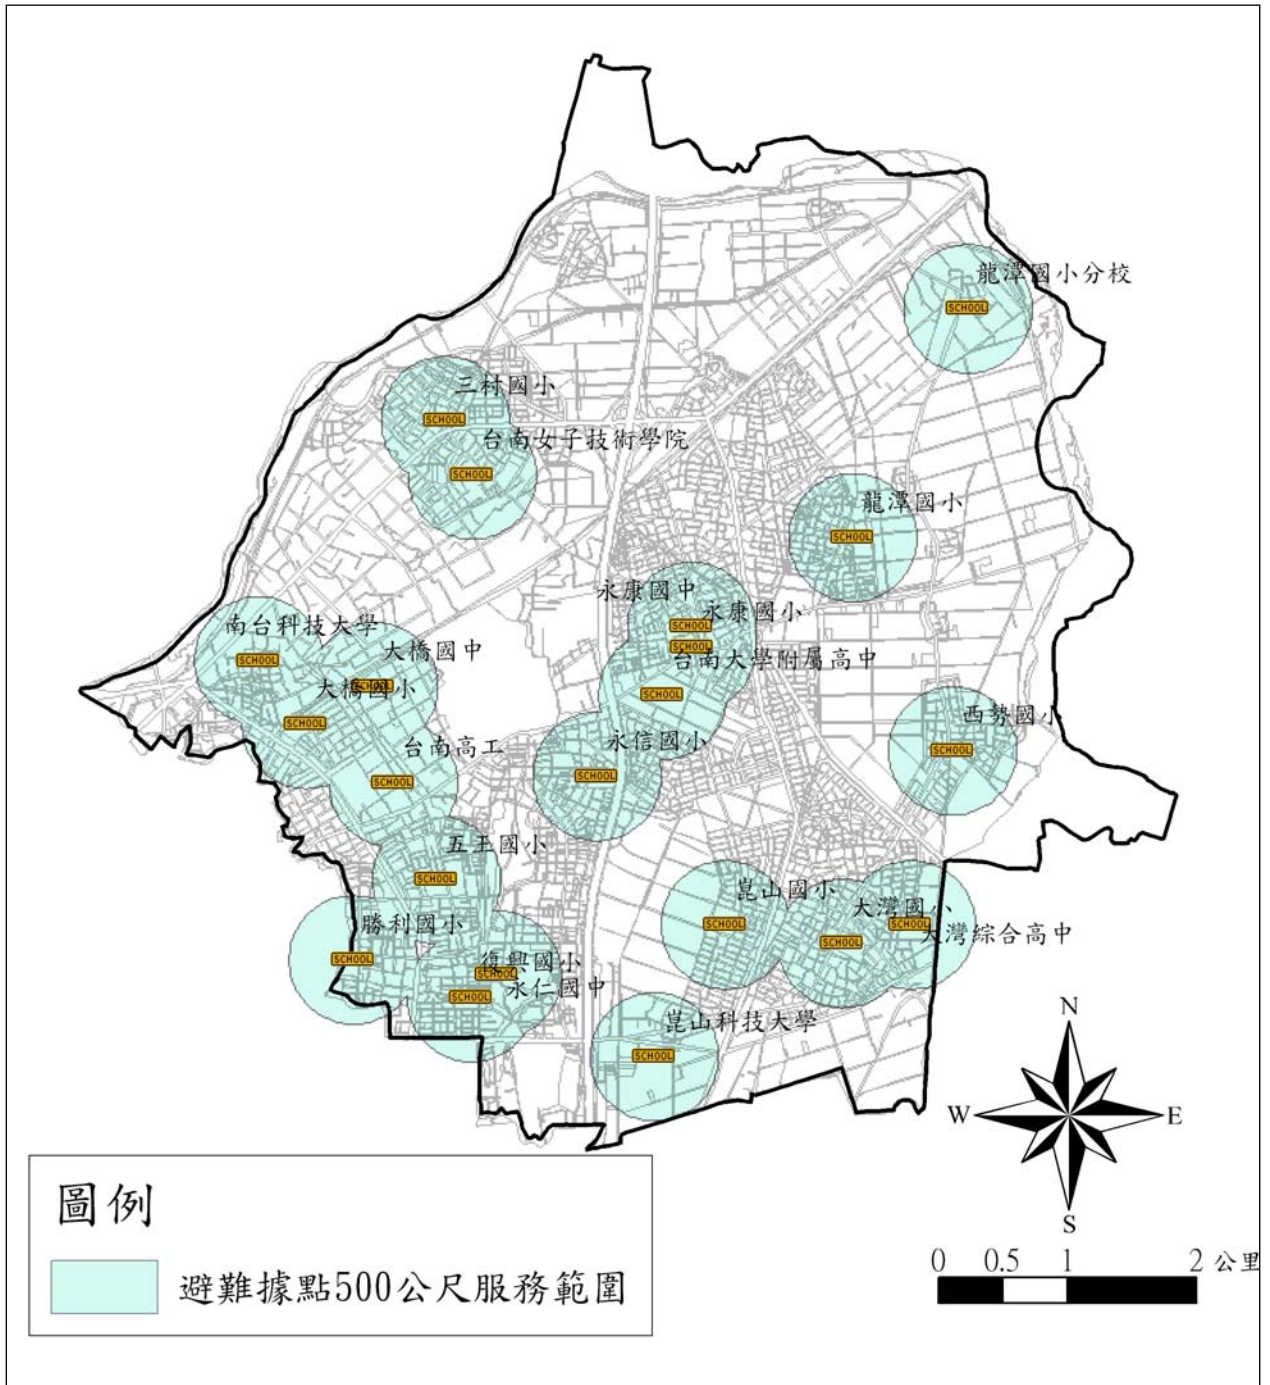 龍潭國小分校
SCHOOL
三村國小
SCHOOL
台南女子技術學院
SCHOOL
龍潭國小
SCHOOL
永康國中
永康國小
SCHOOL
SCHOOL
台南大學附屬高中
SCHOOL
南台科技大學
SCHOOL
大橋國中
SCHOOL
大橋國小
SCHOOL
西勢國小
SCHOOL
台南高工
SCHOOL
永信國小
SCHOOL
五王國小
SCHOOL
崑山國小
SCHOOL
大灣國小
SCHOOL
SCHOOL
大灣綜合高中
勝利國小
SCHOOL
復興國小
SCHOOL
永仁國中
SCHOOL
崑山科技大學
SCHOOL
N
W
E
S
圖例
避難據點500公尺服務範圍
0 0.5 1 2 公里